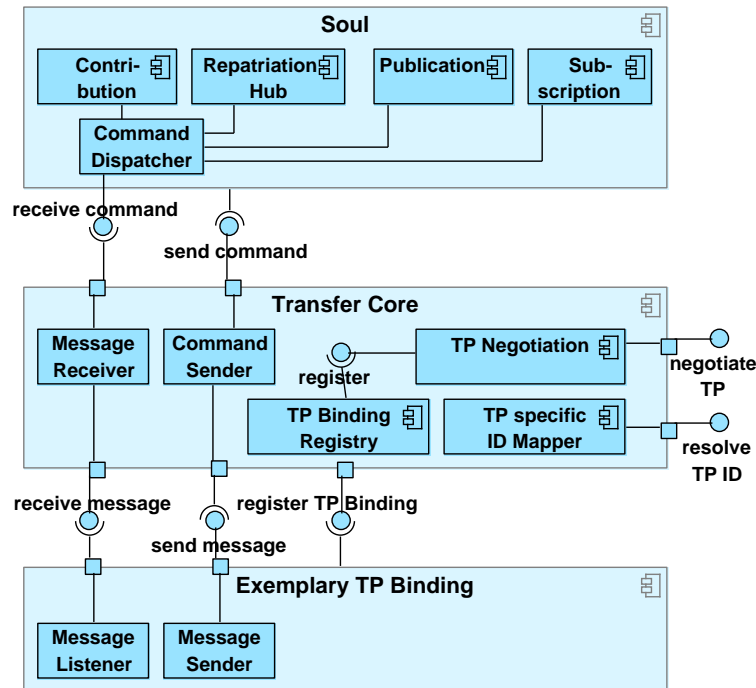 Soul
Contri-
bution
Repatriation
Hub
Publication
Sub-
scription
Command
Dispatcher
receive command
send command
Transfer Core
Message
Receiver
Command
Sender
register
TP Negotiation
negotiate
TP
TP Binding
Registry
TP specific
ID Mapper
resolve
TP ID
receive message
register TP Binding
send message
Exemplary TP Binding
Message
Listener
Message
Sender